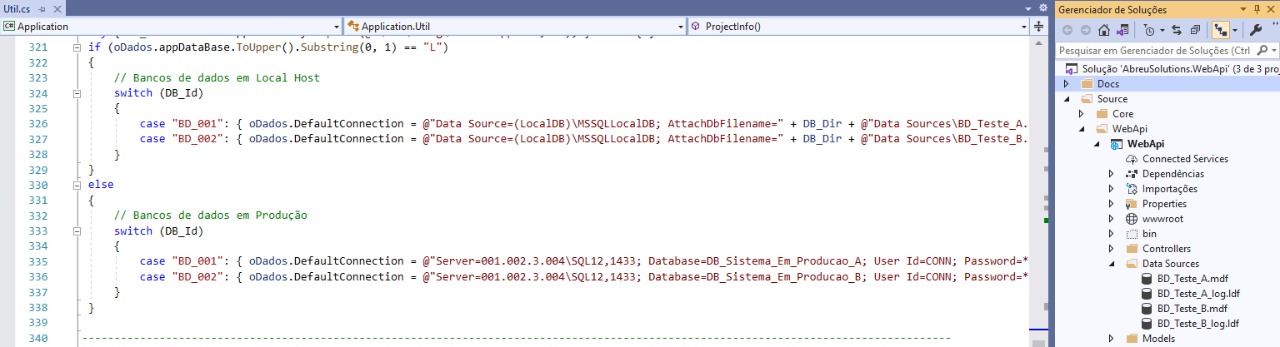 Util.cs
Application
Application.Util
ProjectInfo()
321 if (oDados.appDataBase.ToUpper().Substring(0, 1) == "L")
322 {
323 // Bancos de dados em Local Host
324 switch (DB_Id)
325 {
326 case "BD_001": { oDados.DefaultConnection = @"Data Source=(LocalDB)\MSSQLLocalDB; AttachDbFilename=" + DB_Dir + @"Data Sources\BD_Teste_A.
327 case "BD_002": { oDados.DefaultConnection = @"Data Source=(LocalDB)\MSSQLLocalDB; AttachDbFilename=" + DB_Dir + @"Data Sources\BD_Teste_B.
328 }
329 }
330 else
331 {
332 // Bancos de dados em Produção
333 switch (DB_Id)
334 {
335 case "BD_001": { oDados.DefaultConnection = @"Server=001.002.3.004\SQL12,1433; Database=DB_Sistema_Em_Producao_A; User Id=CONN; Password=*
336 case "BD_002": { oDados.DefaultConnection = @"Server=001.002.3.004\SQL12,1433; Database=DB_Sistema_Em_Producao_B; User Id=CONN; Password=*
337 }
338 }
339
340 ----------------------------------------------------------------
Gerenciador de Soluções
Pesquisar em Gerenciador de Soluções (Ctrl
Solução 'AbreuSolutions.WebApi' (3 de 3 proj
Docs
Source
Core
WebApi
WebApi
Connected Services
Dependências
Importações
Properties
wwwroot
bin
Controllers
Data Sources
BD_Teste_A.mdf
BD_Teste_A_log.ldf
BD_Teste_B.mdf
BD_Teste_B_log.ldf
Models